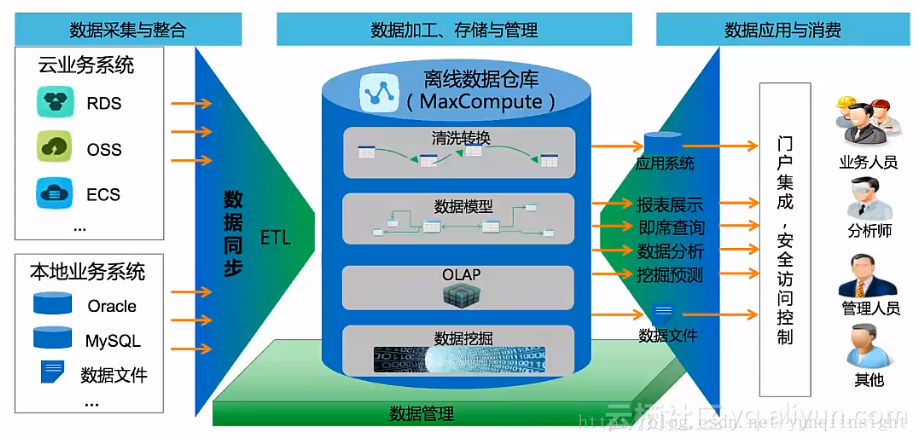 数据采集与整合
数据加工、存储与管理
数据应用与消费
云业务系统
RDS
OSS
ECS
...
本地业务系统
Oracle
MySQL
数据文件
...
数据同步
ETL
离线数据仓库
（MaxCompute）
清洗转换
数据模型
OLAP
数据挖掘
数据管理
应用系统
报表展示
即席查询
数据分析
挖掘预测
数据文件
门户集成，安全访问控制
业务人员
分析师
管理人员
其他
云栖社区 yq.aliyun.com
http://blog.csdn.net/yunqiinsight